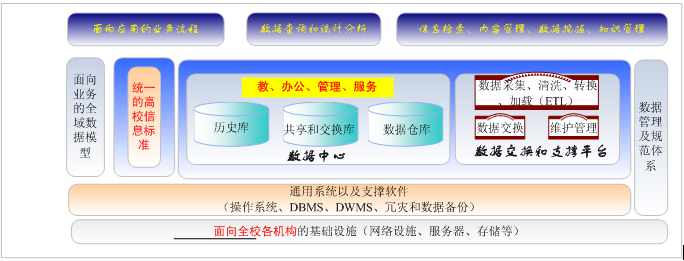 面向应用的业务流程
数据查询和统计分析
信息检索、内容管理、数据挖掘、知识管理
面向
业务
的全
域数
据模
型
统一
的高
校信
息标
准
教、办公、管理、服务
历史库
共享和交换库
数据仓库
数据中心
数据采集、清洗、转换
、加载（ETL）
数据交换
维护管理
数据交换和支撑平台
数据
管理
及规
范体
系
通用系统以及支撑软件
（操作系统、DBMS、DWMS、冗灾和数据备份）
面向全校各机构的基础设施（网络设施、服务器、存储等）